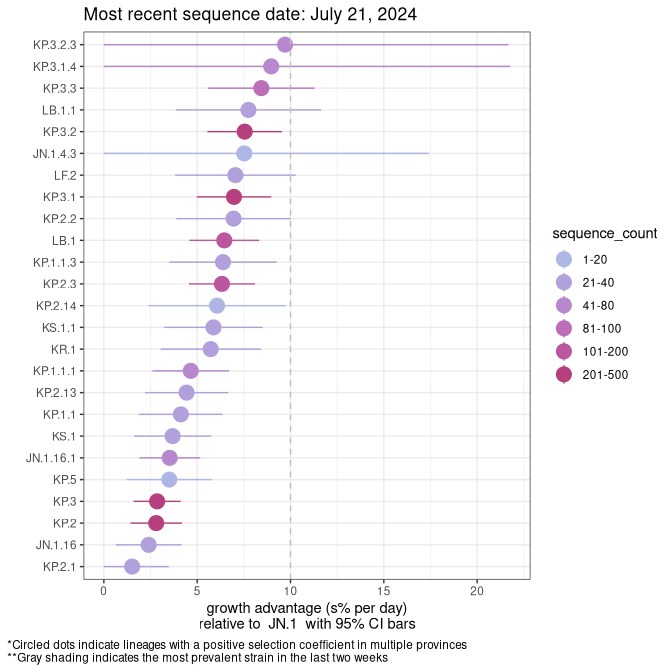 Most recent sequence date: July 21, 2024
KP.3.2.3
KP.3.1.4
KP.3.3
LB.1.1
KP.3.2
JN.1.4.3
LF.2
KP.3.1
KP.2.2
LB.1
KP.1.1.3
KP.2.3
KP.2.14
KS.1.1
KR.1
KP.1.1.1
KP.2.13
KP.1.1
KS.1
JN.1.16.1
KP.5
KP.3
KP.2
JN.1.16
KP.2.1
0 5 10 15 20
growth advantage (s% per day)
relative to JN.1 with 95% CI bars
sequence_count
1-20
21-40
41-80
81-100
101-200
201-500
*Circled dots indicate lineages with a positive selection coefficient in multiple provinces
**Gray shading indicates the most prevalent strain in the last two weeks